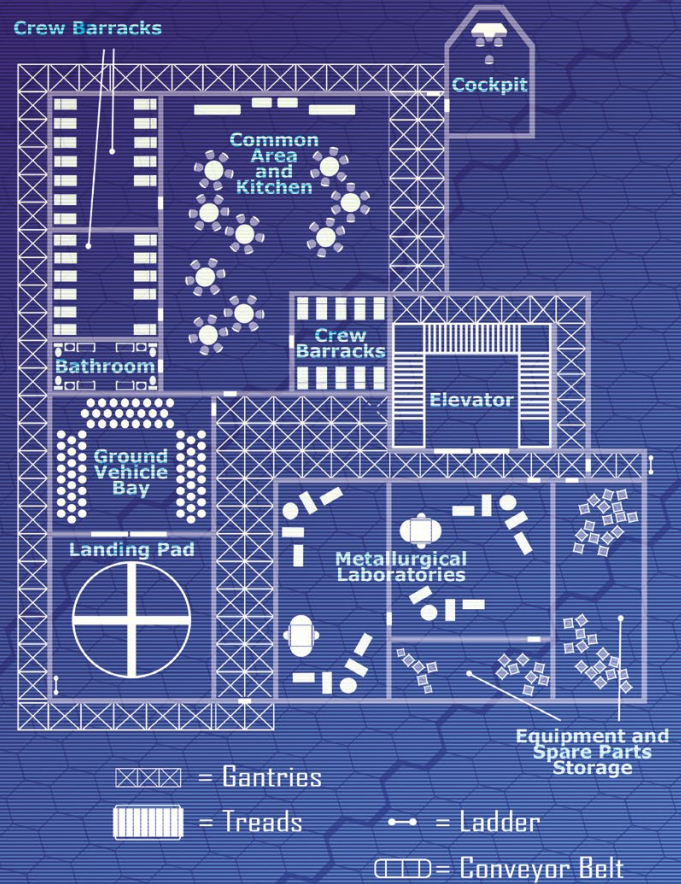 Crew Barracks
Cockpit
Common
Area
and
Kitchen
Crew
Barracks
Bathroom
Elevator
Ground
Vehicle
Bay
Landing Pad
Metallurgical
Laboratories
Equipment and
Spare Parts
Storage
= Gantries
= Treads
= Ladder
= Conveyor Belt